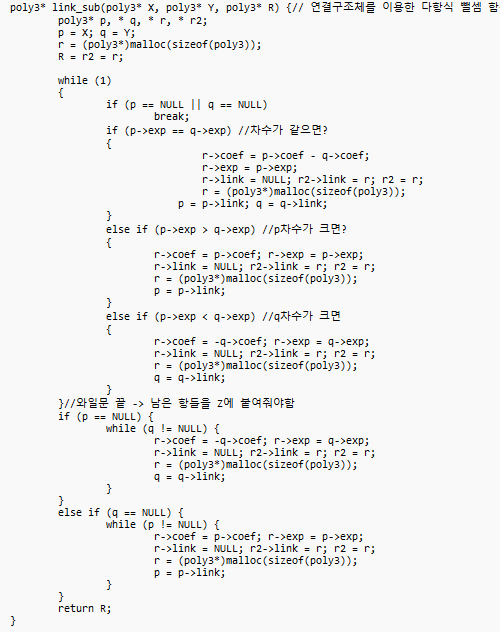 poly3* link_sub(poly3* X, poly3* Y, poly3* R) {// 연결구조체를 이용한 다항식 뺄셈 함
poly3* p, * q, * r, * r2;
p = X; q = Y;
r = (poly3*)malloc(sizeof(poly3));
R = r2 = r;
while (1)
{
if (p == NULL || q == NULL)
break;
if (p->exp == q->exp) //차수가 같으면?
{
r->coef = p->coef - q->coef;
r->exp = p->exp;
r->link = NULL; r2->link = r; r2 = r;
r = (poly3*)malloc(sizeof(poly3));
p = p->link; q = q->link;
}
else if (p->exp > q->exp) //p차수가 크면?
{
r->coef = p->coef; r->exp = p->exp;
r->link = NULL; r2->link = r; r2 = r;
r = (poly3*)malloc(sizeof(poly3));
p = p->link;
}
else if (p->exp < q->exp) //q차수가 크면
{
r->coef = -q->coef; r->exp = q->exp;
r->link = NULL; r2->link = r; r2 = r;
r = (poly3*)malloc(sizeof(poly3));
q = q->link;
}
}//와일문 끝 -> 남은 항들을 Z에 붙여줘야함
if (p == NULL) {
while (q != NULL) {
r->coef = -q->coef; r->exp = q->exp;
r->link = NULL; r2->link = r; r2 = r;
r = (poly3*)malloc(sizeof(poly3));
q = q->link;
}
}
else if (q == NULL) {
while (p != NULL) {
r->coef = p->coef; r->exp = p->exp;
r->link = NULL; r2->link = r; r2 = r;
r = (poly3*)malloc(sizeof(poly3));
p = p->link;
}
}
return R;
}